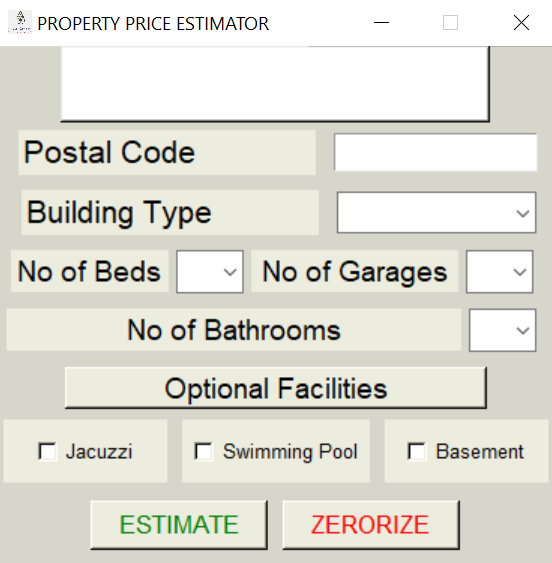 PROPERTY PRICE ESTIMATOR
Postal Code
Building Type
No of Beds No of Garages
No of Bathrooms
Optional Facilities
Jacuzzi Swimming Pool Basement
ESTIMATE ZERORIZE